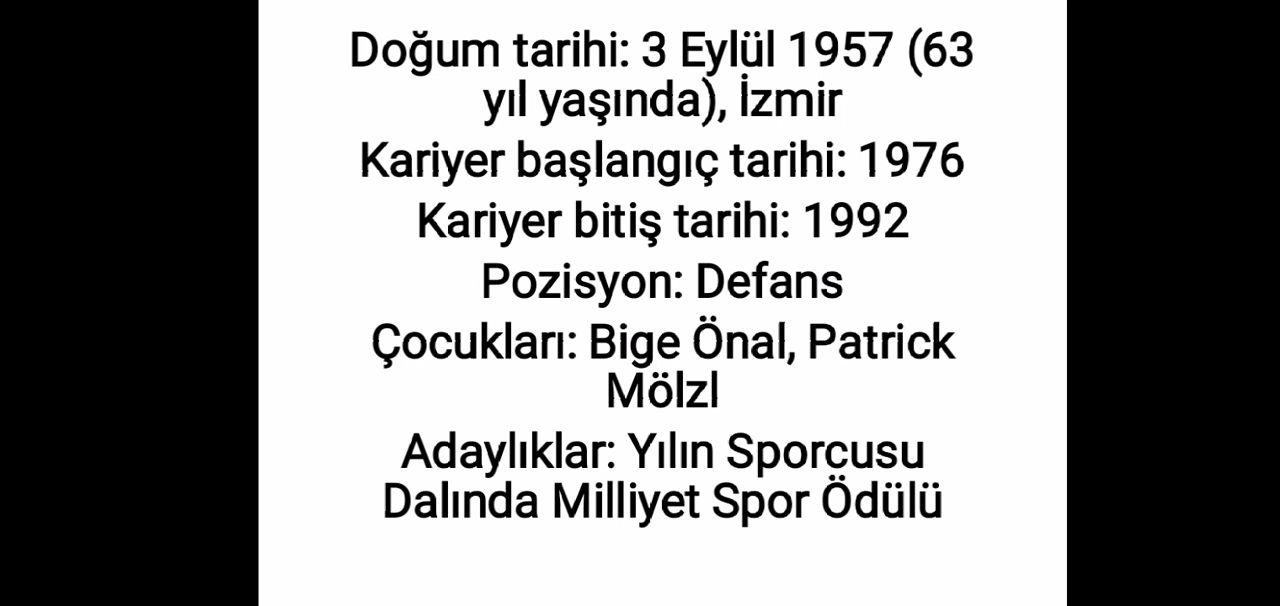 Doğum tarihi: 3 Eylül 1957 (63
yıl yaşında), İzmir
Kariyer başlangıç tarihi: 1976
Kariyer bitiş tarihi: 1992
Pozisyon: Defans
Çocukları: Bige Önal, Patrick
Mölzl
Adaylıklar: Yılın Sporcusu
Dalında Milliyet Spor Ödülü